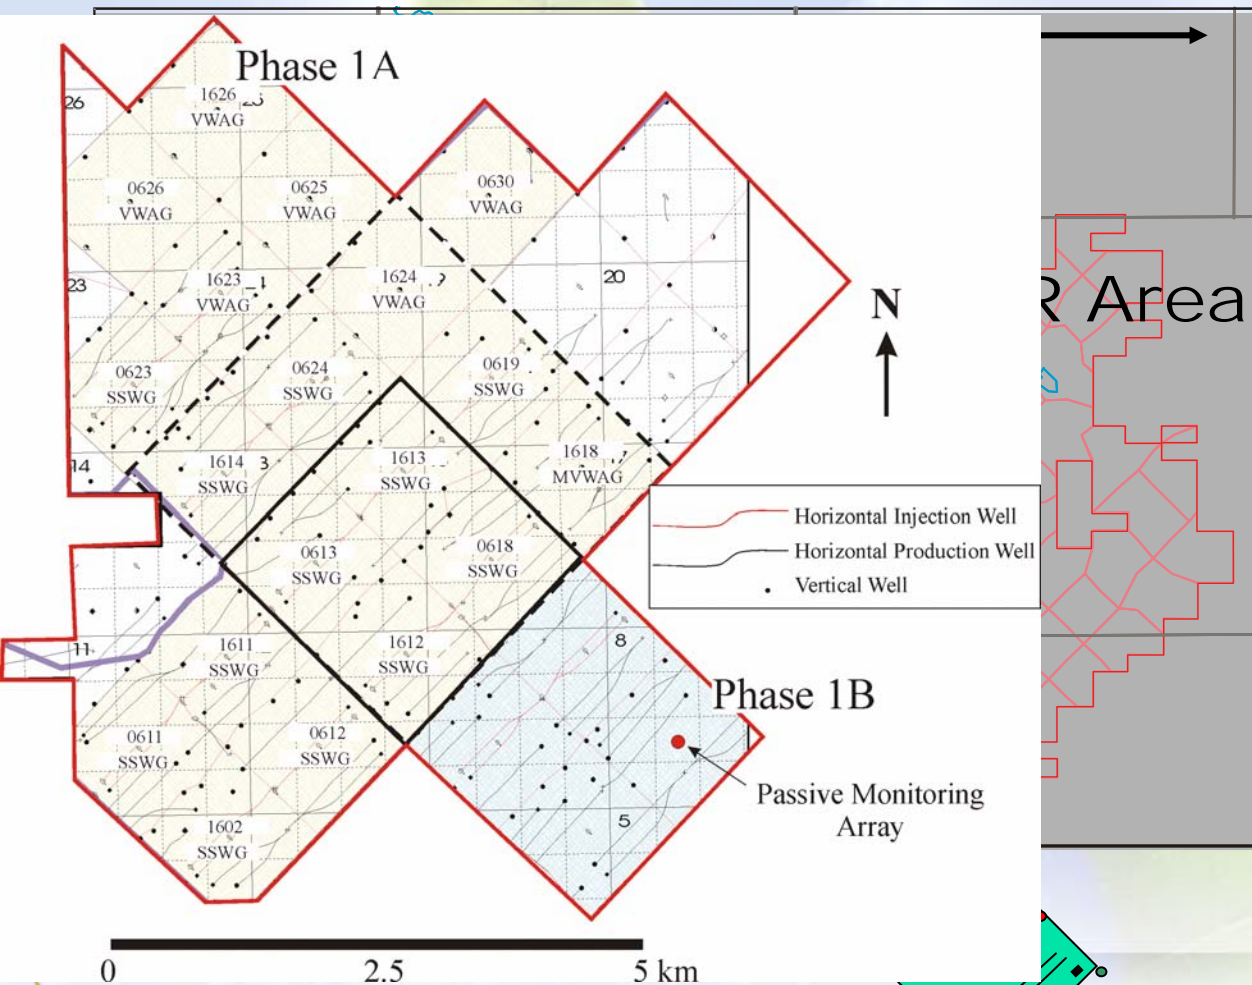 Phase 1A
26
1626
VWAG
0626
VWAG
0625
VWAG
0630
VWAG
23
1623
VWAG
1624
VWAG
20
R Area
N
0623
SSWG
0624
SSWG
0619
SSWG
14
1614
SSWG
1613
SSWG
1618
MVWAG
Horizontal Injection Well
Horizontal Production Well
Vertical Well
0613
SSWG
0618
SSWG
11
1611
SSWG
1612
SSWG
8
Phase 1B
0611
SSWG
0612
SSWG
Passive Monitoring
Array
1602
SSWG
5
0 2.5 5 km